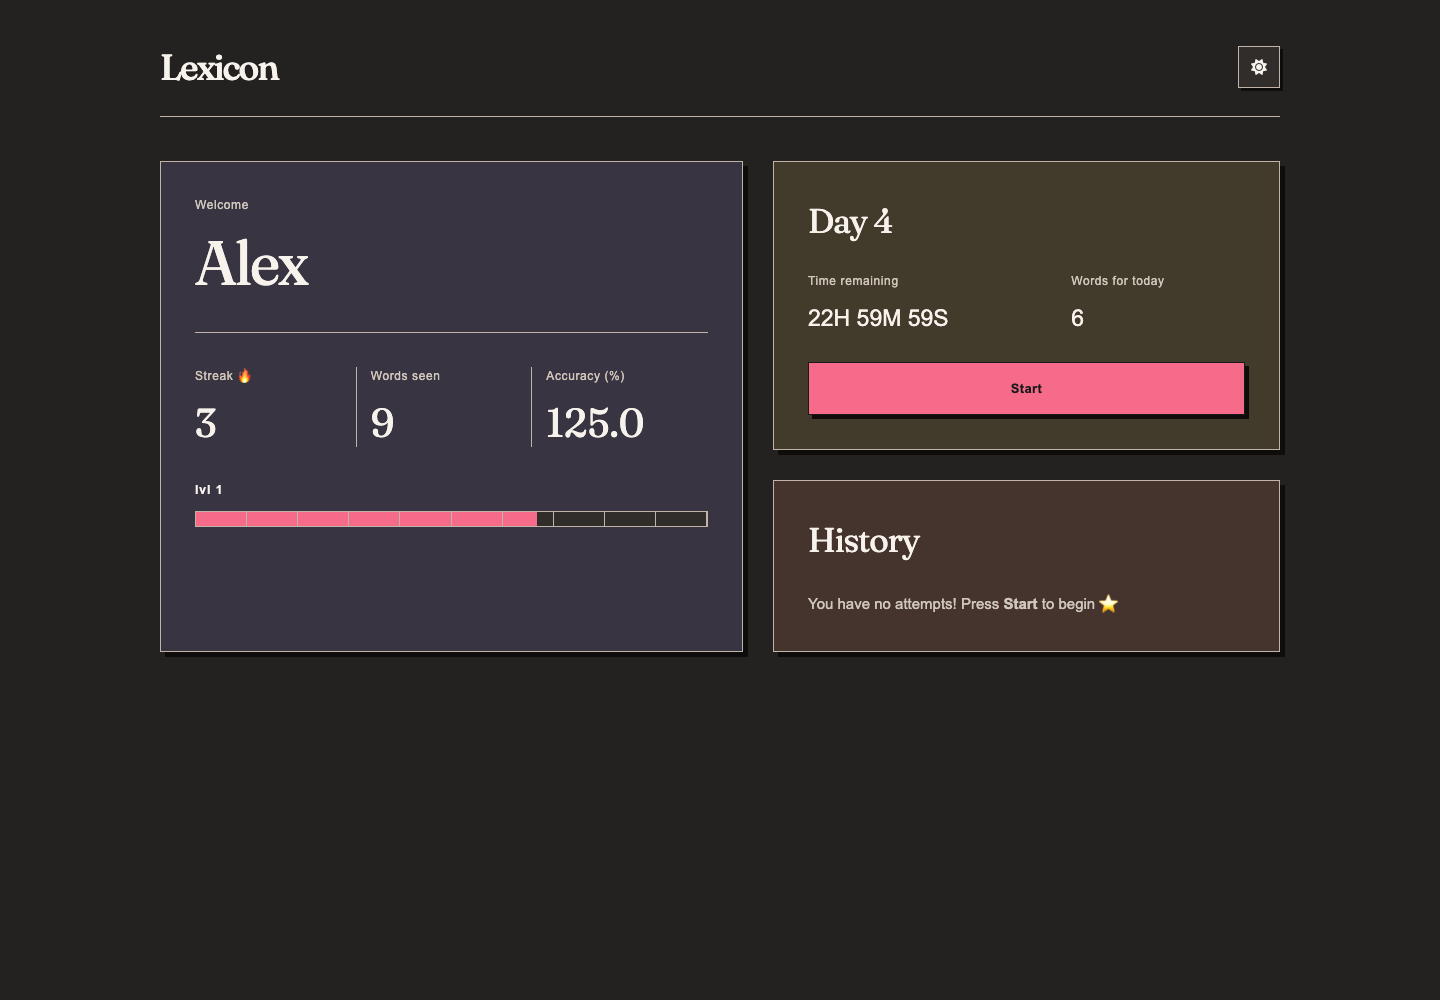 Lexicon
Welcome
Alex
Streak 🔥
3
Words seen
9
Accuracy (%)
125.0
lvl 1
Day 4
Time remaining
22H 59M 59S
Words for today
6
Start
History
You have no attempts! Press Start to begin ⭐